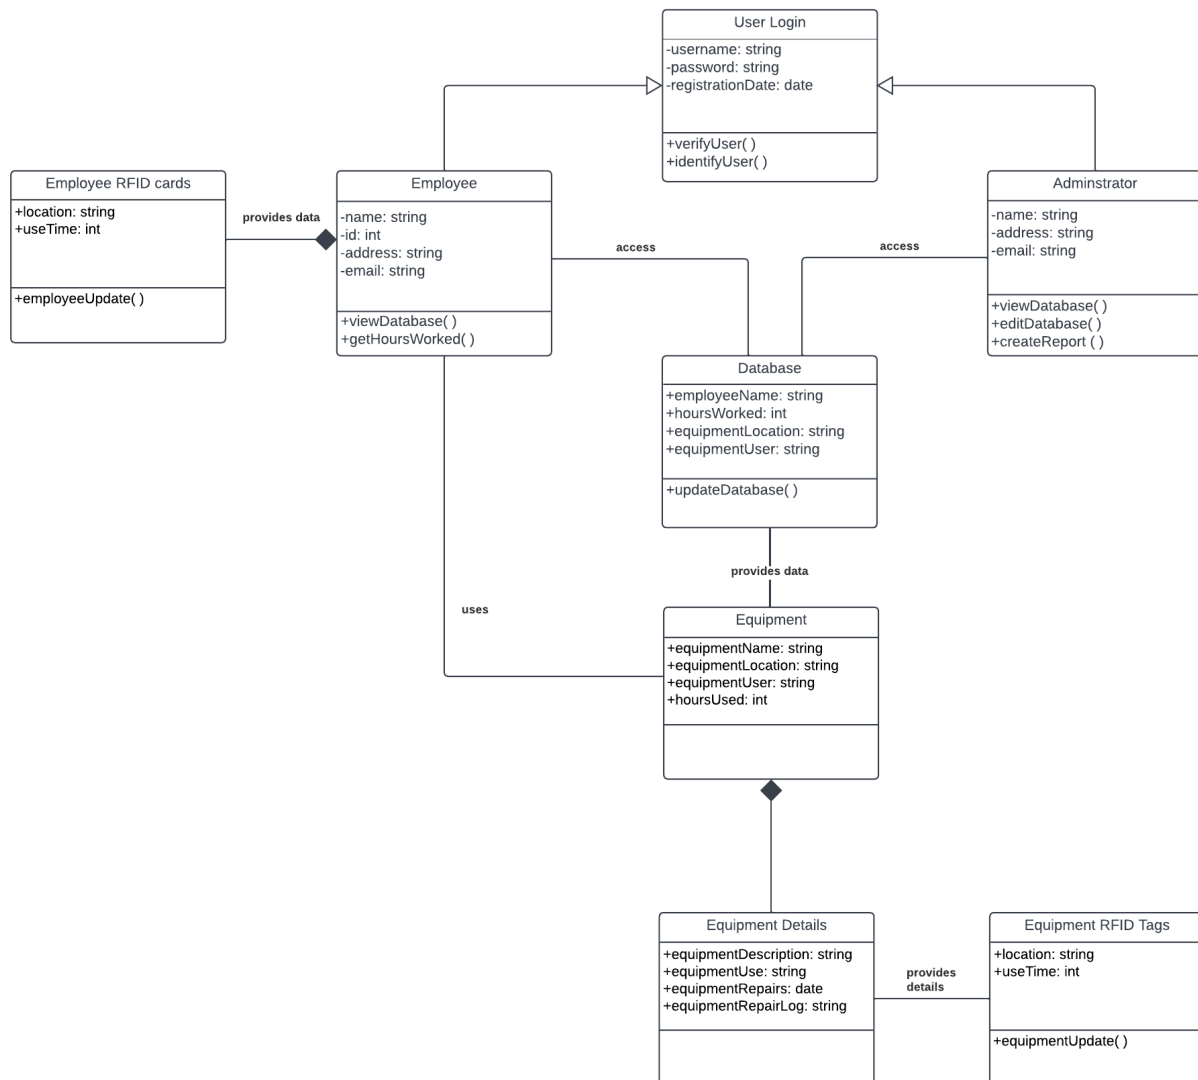 User Login
-username: string
-password: string
-registrationDate: date
+verifyUser( )
+identifyUser( )
Employee RFID cards
+location: string
+useTime: int
+employeeUpdate( )
provides data
Employee
-name: string
-id: int
-address: string
-email: string
+viewDatabase( )
+getHoursWorked( )
access
access
Adminstrator
-name: string
-address: string
-email: string
+viewDatabase( )
+editDatabase( )
+createReport ( )
Database
+employeeName: string
+hoursWorked: int
+equipmentLocation: string
+equipmentUser: string
+updateDatabase( )
provides data
uses
Equipment
+equipmentName: string
+equipmentLocation: string
+equipmentUser: string
+hoursUsed: int
Equipment Details
+equipmentDescription: string
+equipmentUse: string
+equipmentRepairs: date
+equipmentRepairLog: string
provides
details
Equipment RFID Tags
+location: string
+useTime: int
+equipmentUpdate( )